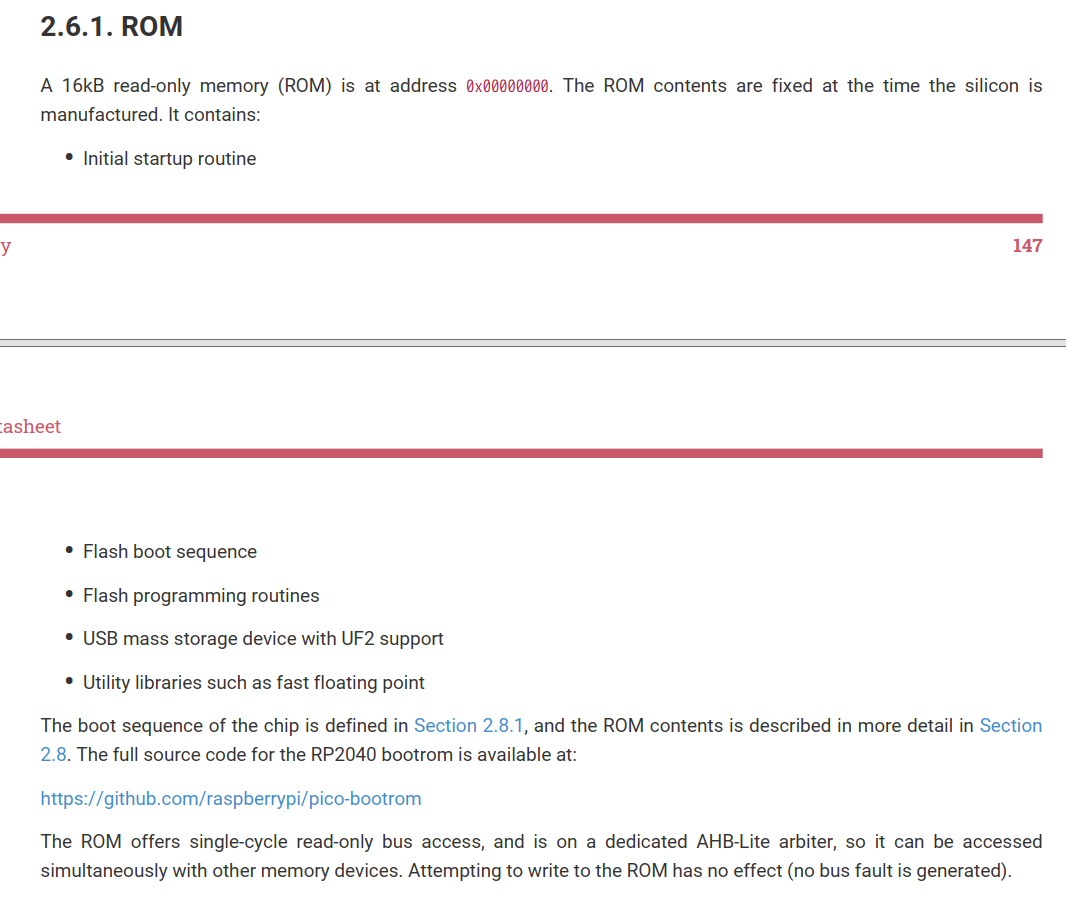 2.6.1. ROM
A 16kB read-only memory (ROM) is at address 0x00000000. The ROM contents are fixed at the time the silicon is
manufactured. It contains:
• Initial startup routine
y
147
tasheet
• Flash boot sequence
• Flash programming routines
• USB mass storage device with UF2 support
• Utility libraries such as fast floating point
The boot sequence of the chip is defined in Section 2.8.1, and the ROM contents is described in more detail in Section
2.8. The full source code for the RP2040 bootrom is available at:
https://github.com/raspberrypi/pico-bootrom
The ROM offers single-cycle read-only bus access, and is on a dedicated AHB-Lite arbiter, so it can be accessed
simultaneously with other memory devices. Attempting to write to the ROM has no effect (no bus fault is generated).